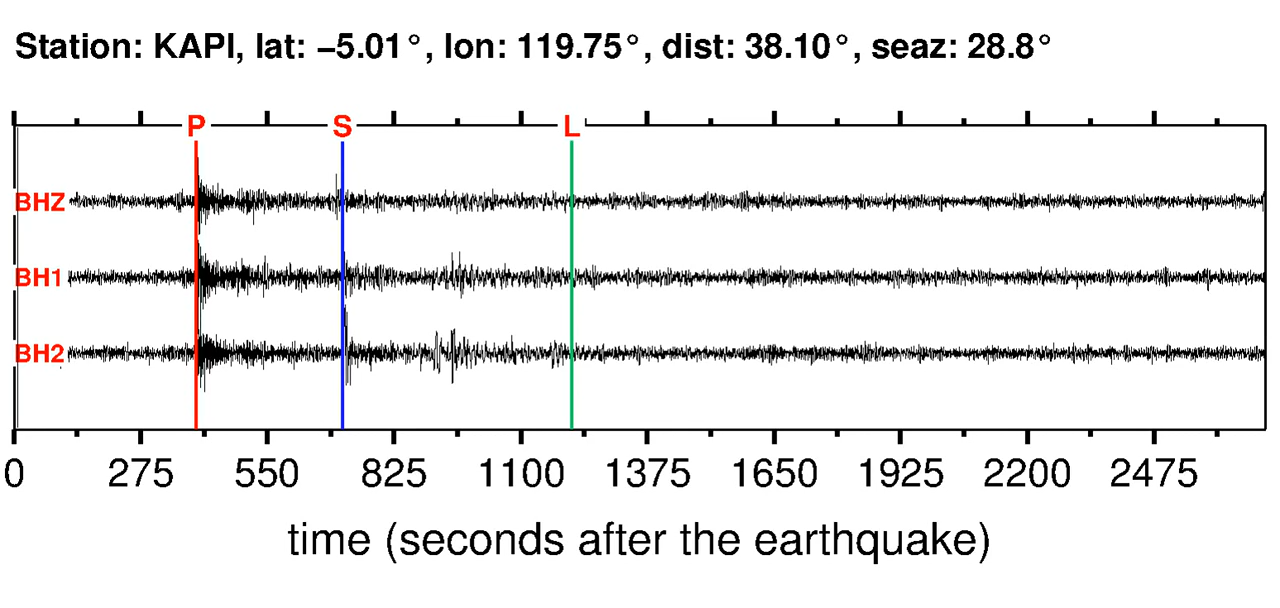 Station: KAPI, lat: −5.01°, lon: 119.75°, dist: 38.10°, seaz: 28.8°
P S L
BHZ
BH1
BH2
0 275 550 825 1100 1375 1650 1925 2200 2475
time (seconds after the earthquake)